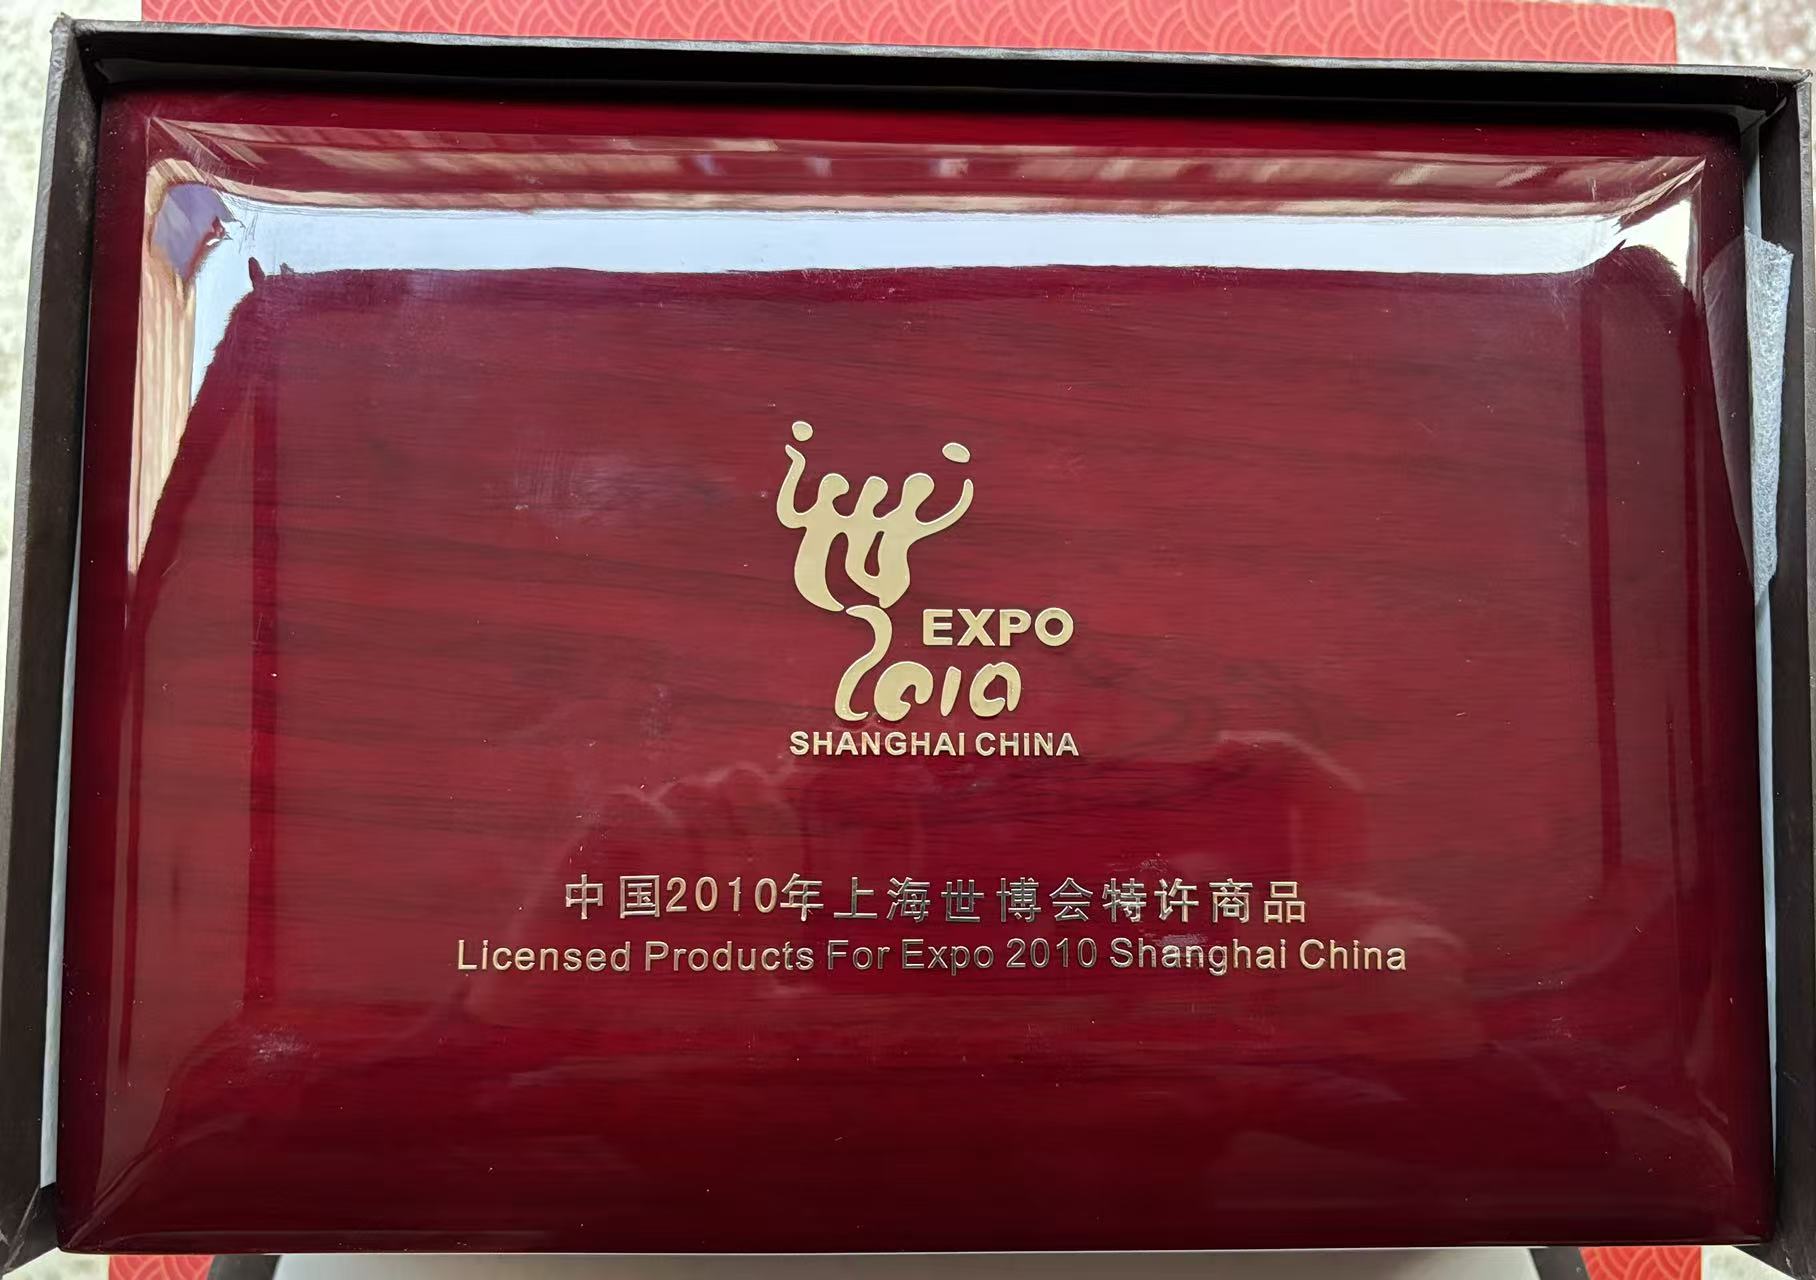 EXPO
2010
SHANGHAI CHINA
中国2010年上海世博会特许商品
Licensed Products For Expo 2010 Shanghai China